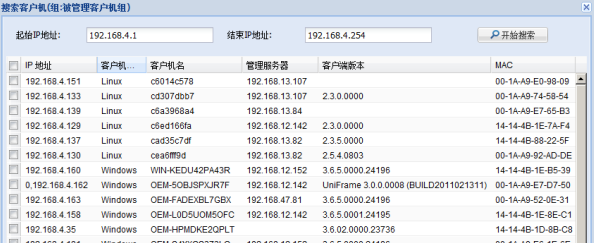 搜索客户机(组:被管理客户机组)
起始IP地址: 192.168.4.1 结束IP地址: 192.168.4.254 开始搜索
IP 地址 客户机... 客户机名 管理服务器 客户端版本 MAC
192.168.4.151 Linux c6014c578 192.168.13.107 00-1A-A9-E0-98-09
192.168.4.133 Linux cd307dbb7 192.168.13.107 2.3.0.0000 00-1A-A9-74-58-54
192.168.4.139 Linux c6a3968a4 192.168.13.84 00-1A-A9-E7-65-B3
192.168.4.129 Linux c6ed166fa 192.168.12.142 2.3.0.0000 14-14-4B-1E-7A-F4
192.168.4.137 Linux cad35c7df 192.168.13.82 2.3.5.0000 14-14-4B-88-22-5F
192.168.4.130 Linux cea6fff9d 192.168.13.82 2.5.4.0803 00-1A-A9-92-AD-DE
192.168.4.160 Windows WIN-KEDU42PA43R 192.168.12.152 3.6.5.0000.24196 14-14-4B-1E-B5-39
0,192.168.4.162 Windows OEM-5OBJSPXJR7F 192.168.12.142 UniFrame 3.0.0.0008 (BUILD2011021311) 00-1A-A9-E7-D7-50
192.168.4.163 Windows OEM-FADEXBL7GBX 192.168.47.81 3.6.5.0000.24196 00-1A-A9-52-0E-31
192.168.4.158 Windows OEM-L0D5UOM5OFC 192.168.12.142 3.6.5.0001.24195 14-14-4B-1E-8E-C1
192.168.4.35 Windows OEM-HPMDKE2QPLT 3.6.02.0000.23736 14-14-4B-1D-8B-C8